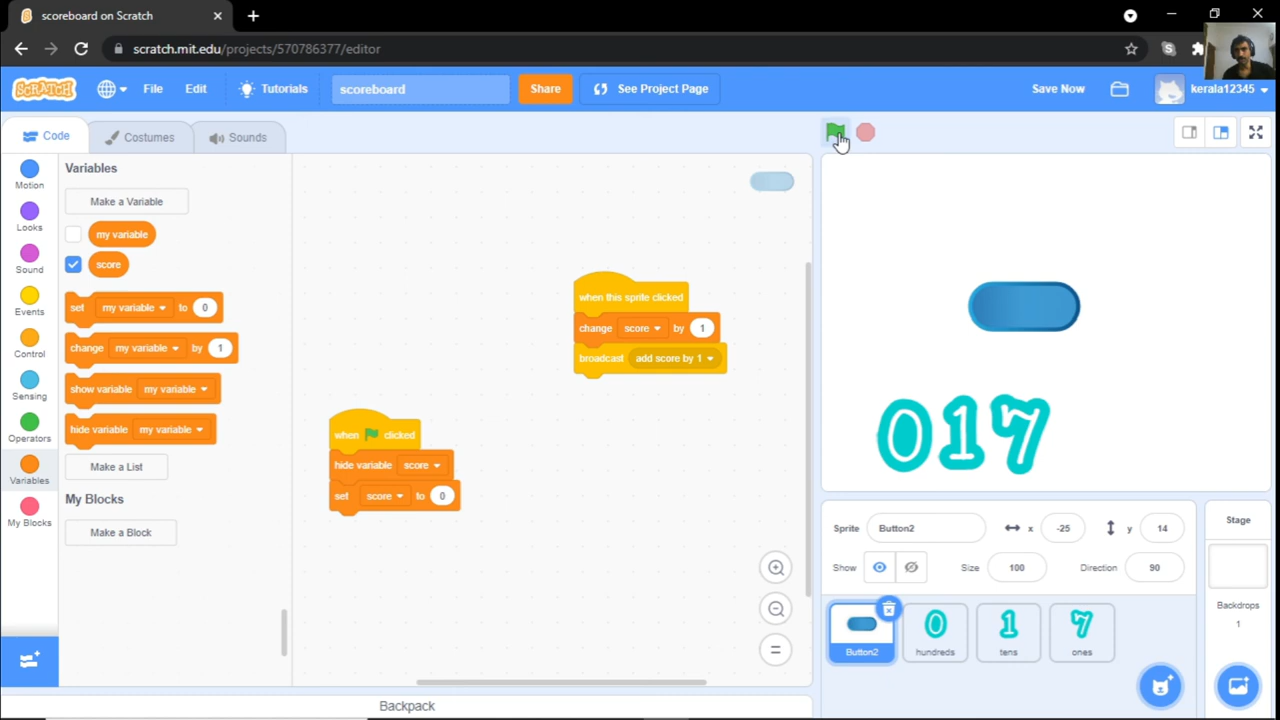 scoreboard on Scratch
scratch.mit.edu/projects/570786377/editor
SCRATCH
File
Edit
Tutorials
scoreboard
Share
See Project Page
Save Now
kerala12345
Code
Costumes
Sounds
Motion
Looks
Sound
Events
Control
Sensing
Operators
Variables
My Blocks
Variables
Make a Variable
my variable
score
set my variable to 0
change my variable by 1
show variable my variable
hide variable my variable
Make a List
My Blocks
Make a Block
when this sprite clicked
change score by 1
broadcast add score by 1
when clicked
hide variable score
set score to 0
Backpack
017
Sprite Button2 x -25 y 14
Show Size 100 Direction 90
Button2
0
hundreds
1
tens
7
ones
Stage
Backdrops
1